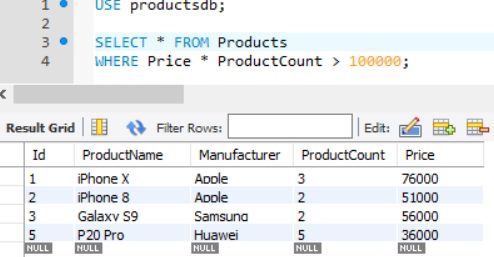 1 USE productsdb;
2
3 SELECT * FROM Products
4 WHERE Price * ProductCount > 100000;
Result Grid Filter Rows: Edit:
Id ProductName Manufacturer ProductCount Price
1 iPhone X Apple 3 76000
2 iPhone 8 Apple 2 51000
3 Galaxy S9 Samsung 2 56000
5 P20 Pro Huawei 5 36000
NULL NULL NULL NULL NULL